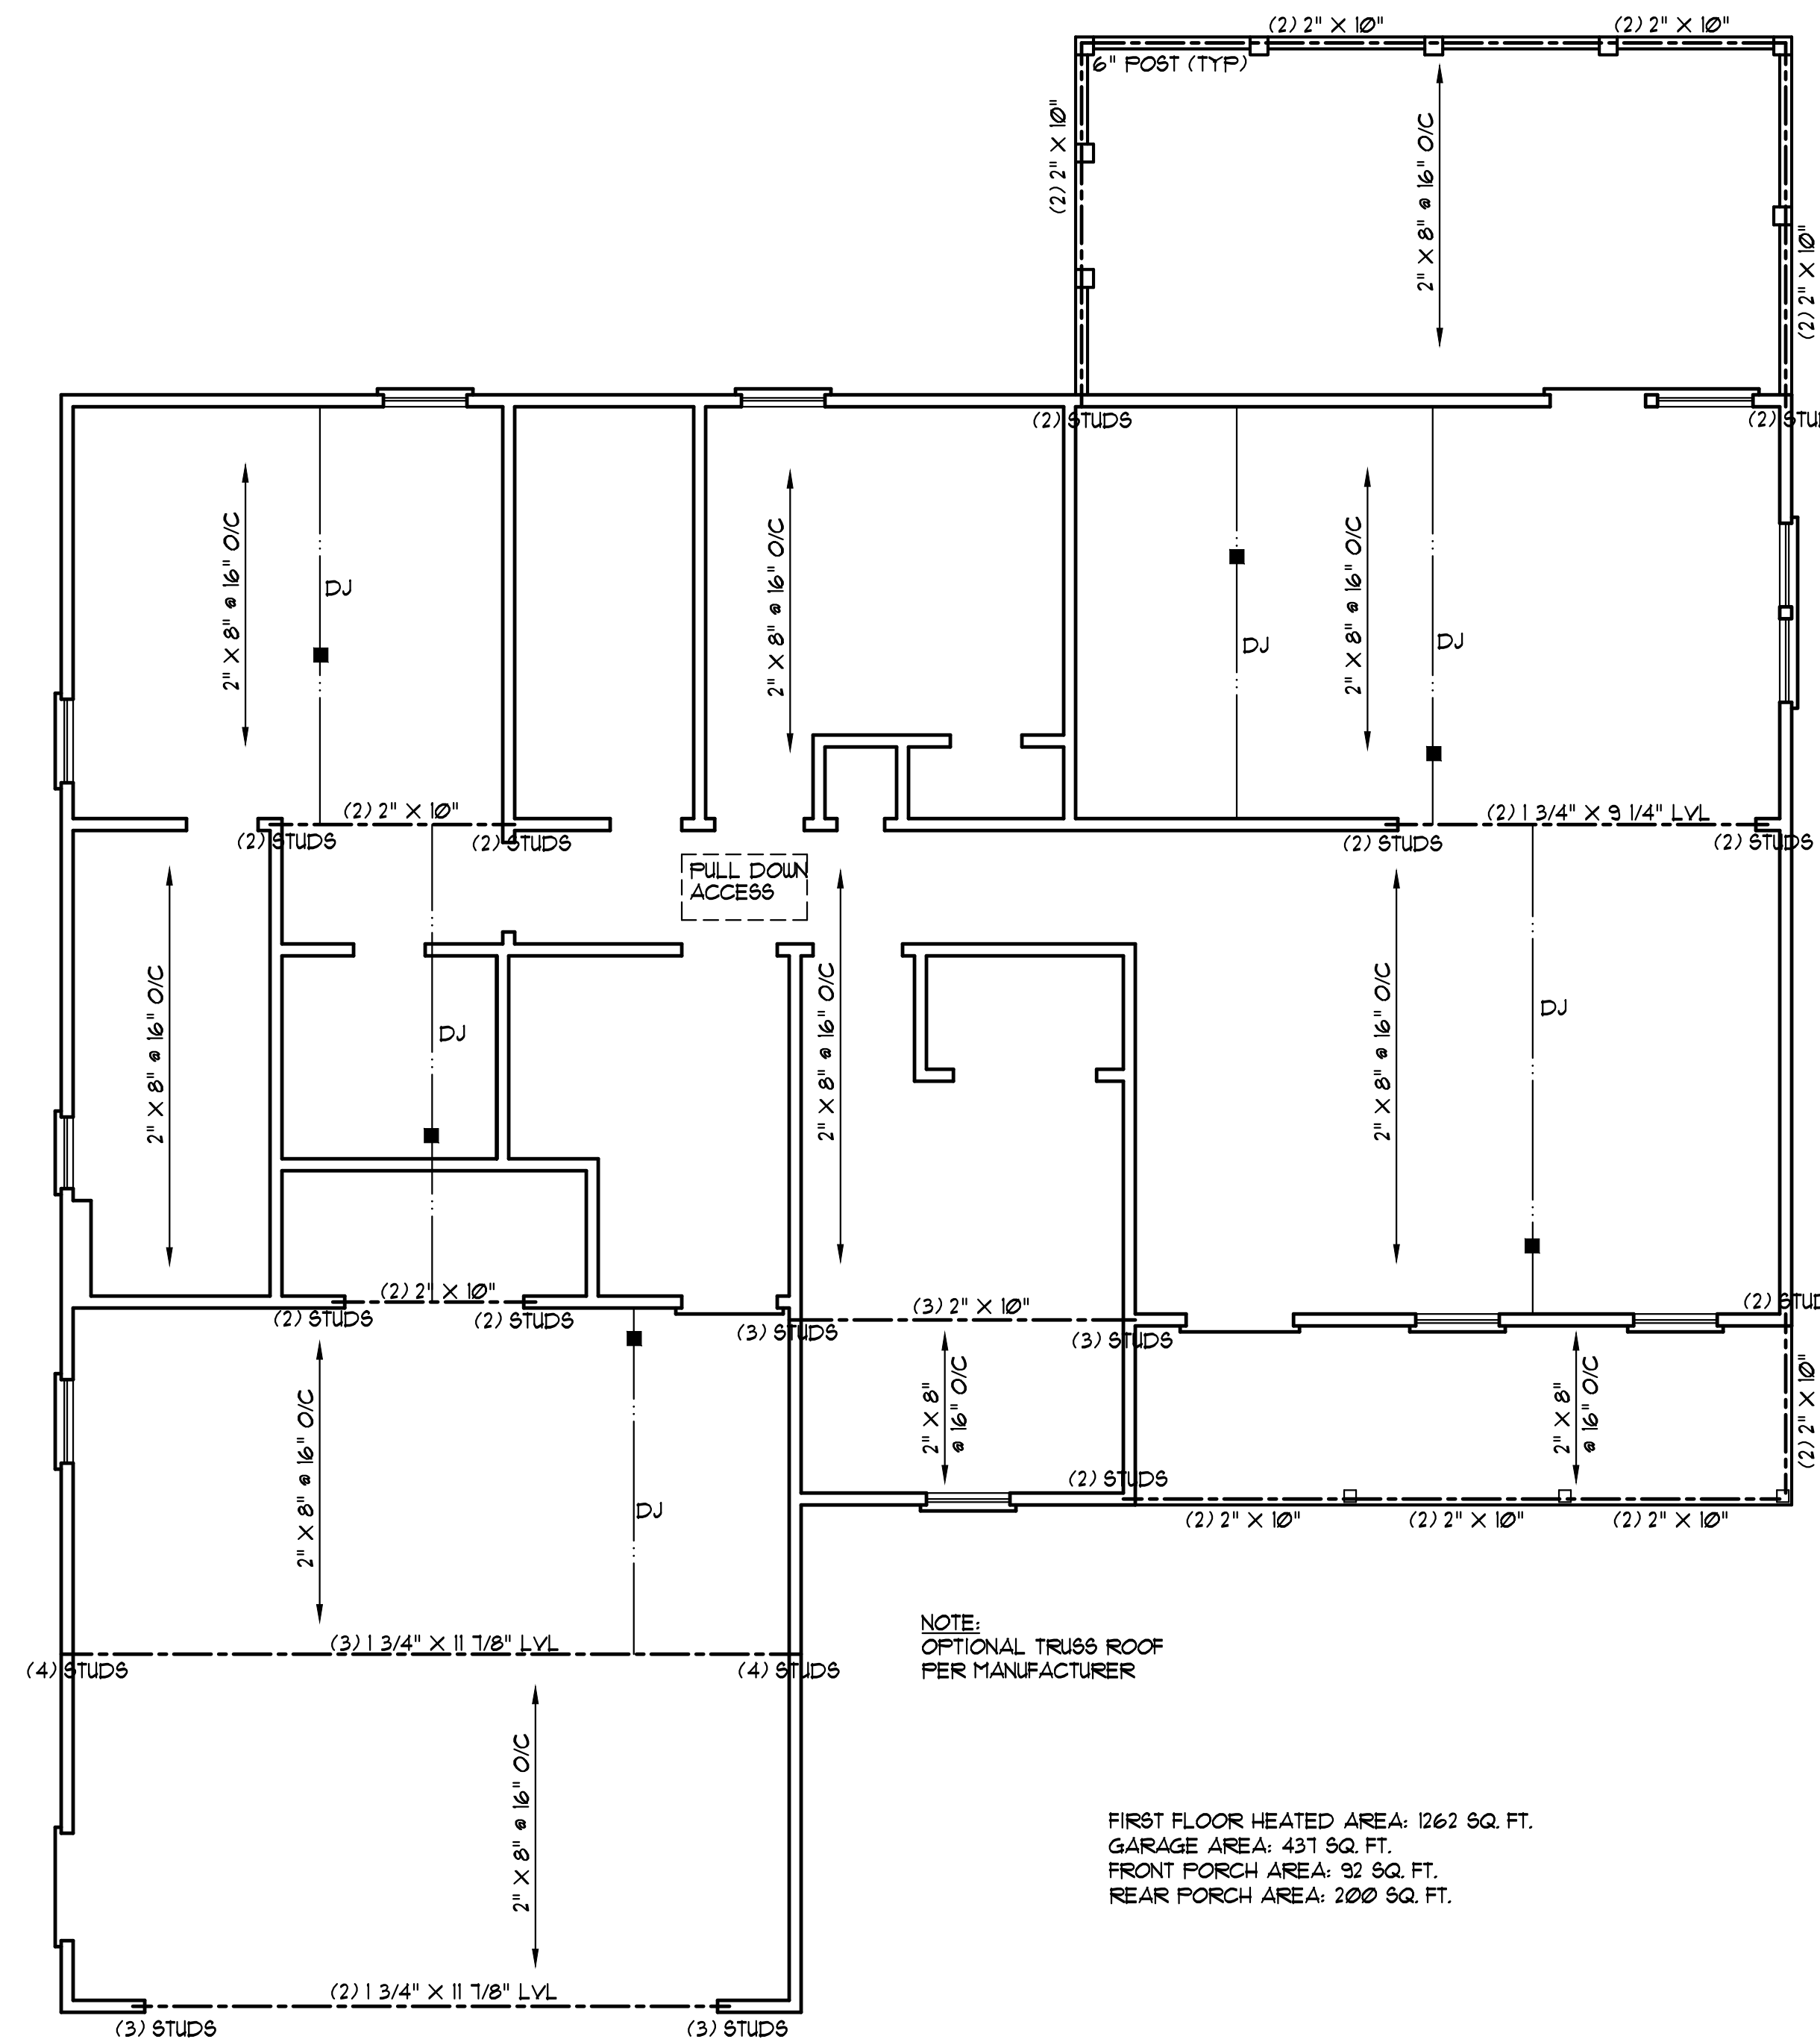 (2) 2" X 10"
(2) 2" X 10"
6" POST (TYP)
(2) 2" X 10"
2" X 8" @ 16" O/C
(2) 2" X 10"
(2) STUDS
(2) STU
2" X 8" @ 16" O/C
DJ
2" X 8" @ 16" O/C
DJ
2" X 8" @ 16" O/C
DJ
(2) 2" X 10"
(2) STUDS
(2) STUDS
(2) 1 3/4" X 9 1/4" LVL
(2) STUDS
(2) STUDS
PULL DOWN
ACCESS
2" X 8" @ 16" O/C
DJ
2" X 8" @ 16" O/C
2" X 8" @ 16" O/C
DJ
(2) 2" X 10"
(2) STUDS
(2) STUDS
(3) 2" X 10"
(3) STUDS
(3) STUDS
(2) STUD
2" X 8" @ 16" O/C
DJ
2" X 8"
@ 16" O/C
2" X 8"
@ 16" O/C
(2) 2" X 10"
(2) STUDS
(2) 2" X 10"
(2) 2" X 10"
(2) 2" X 10"
(3) 1 3/4" X 11 7/8" LVL
(4) STUDS
(4) STUDS
NOTE:
OPTIONAL TRUSS ROOF
PER MANUFACTURER
2" X 8" @ 16" O/C
FIRST FLOOR HEATED AREA: 1262 SQ. FT.
GARAGE AREA: 437 SQ. FT.
FRONT PORCH AREA: 92 SQ. FT.
REAR PORCH AREA: 200 SQ. FT.
(2) 1 3/4" X 11 7/8" LVL
(3) STUDS
(3) STUDS